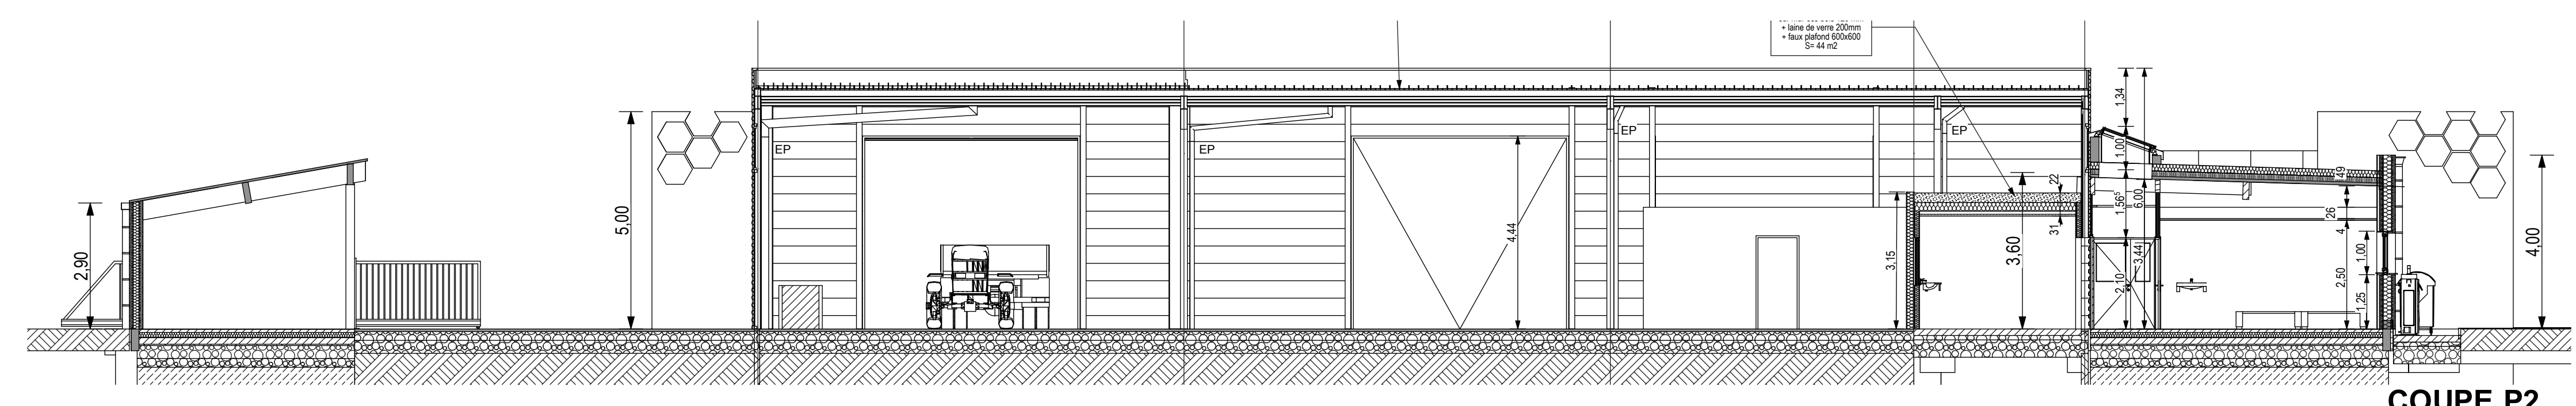 + laine de verre 200mm
+ faux plafond 600x600
S= 44 m2
EP
EP
EP
EP
2,90
5,00
4,44
3,15
3,60
22
31
1,34
1,00
1,56⁵
6,00
2,10
3,44
49
26
4
1,00
2,50
1,25
4,00
COUPE P2